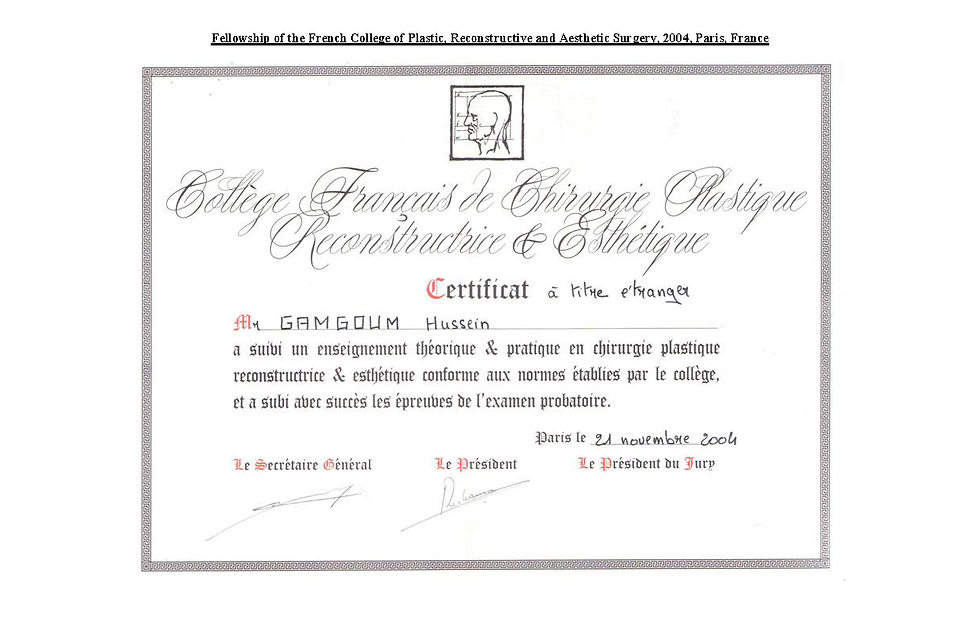 Fellowship of the French College of Plastic, Reconstructive and Aesthetic Surgery, 2004, Paris, France
Collège Français de Chirurgie Plastique
Reconstructrice & Esthétique
Certificat à titre étranger
Mr GAMGOUM Hussein
a suivi un enseignement théorique & pratique en chirurgie plastique
reconstructrice & esthétique conforme aux normes établies par le collège,
et a subi avec succès les épreuves de l'examen probatoire.
Paris le 21 novembre 2004
Le Secrétaire Général Le Président Le Président du Jury